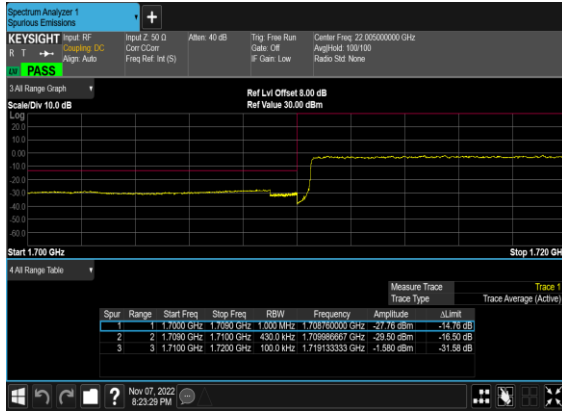 Spectrum Analyzer 1
Spurious Emissions
KEYSIGHT Input: RF Input Z: 50 Ω Atten: 40 dB Trig: Free Run Center Freq: 22.005000000 GHz
R T Coupling: DC Corr CCorr Gate: Off Avg|Hold: 100/100
Align: Auto Freq Ref: Int (S) IF Gain: Low Radio Std: None
PASS
3 All Range Graph
Ref Lvl Offset 8.00 dB
Scale/Div 10.0 dB Ref Value 30.00 dBm
Log
20.0
10.0
0.00
-10.0
-20.0
-30.0
-40.0
-50.0
-60.0
Start 1.700 GHz Stop 1.720 GHz
4 All Range Table
Measure Trace Trace 1
Trace Type Trace Average (Active)
Spur Range Start Freq Stop Freq RBW Frequency Amplitude ΔLimit
1 1 1.7000 GHz 1.7090 GHz 1.000 MHz 1.708760000 GHz -27.76 dBm -14.76 dB
2 2 1.7090 GHz 1.7100 GHz 430.0 kHz 1.709986667 GHz -29.50 dBm -16.50 dB
3 3 1.7100 GHz 1.7200 GHz 100.0 kHz 1.719133333 GHz -1.580 dBm -31.58 dB
? Nov 07, 2022
8:23:29 PM